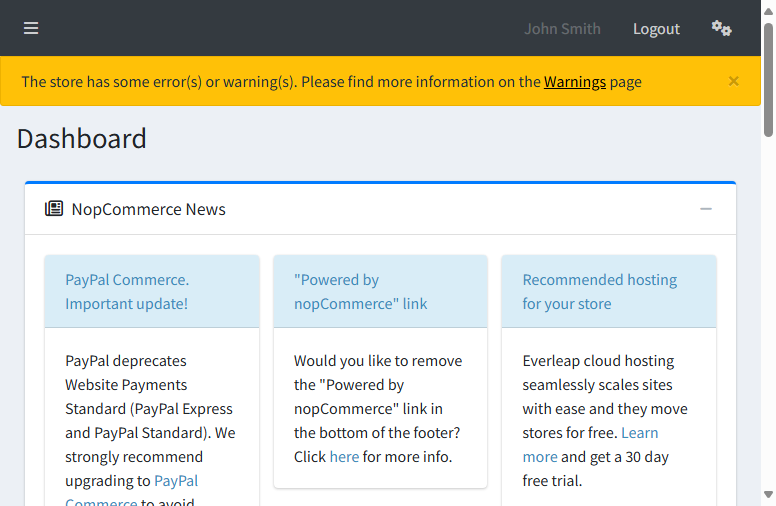 John Smith Logout
The store has some error(s) or warning(s). Please find more information on the Warnings page ×
Dashboard
NopCommerce News
PayPal Commerce.
Important update!
PayPal deprecates
Website Payments
Standard (PayPal Express
and PayPal Standard). We
strongly recommend
upgrading to PayPal
Commerce to avoid
"Powered by
nopCommerce" link
Would you like to remove
the "Powered by
nopCommerce" link in
the bottom of the footer?
Click here for more info.
Recommended hosting
for your store
Everleap cloud hosting
seamlessly scales sites
with ease and they move
stores for free. Learn
more and get a 30 day
free trial.